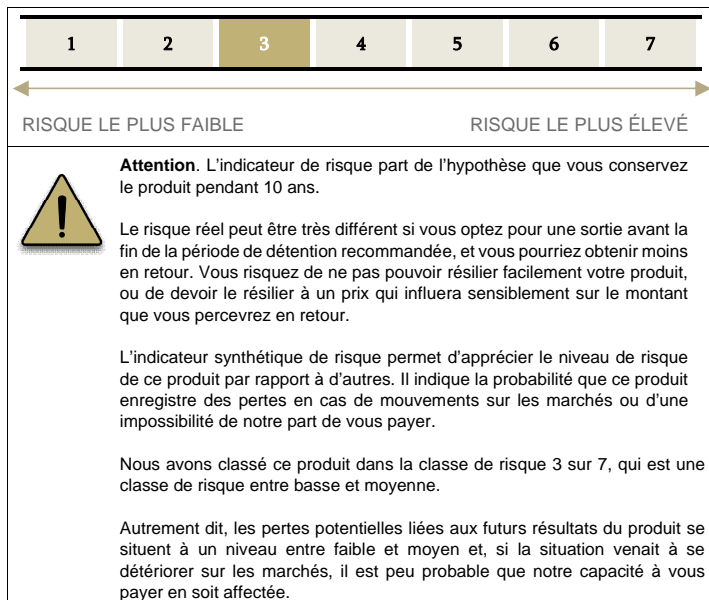 1 2 3 4 5 6 7
RISQUE LE PLUS FAIBLE RISQUE LE PLUS ÉLEVÉ
Attention. L’indicateur de risque part de l’hypothèse que vous conservez
le produit pendant 10 ans.
Le risque réel peut être très différent si vous optez pour une sortie avant la
fin de la période de détention recommandée, et vous pourriez obtenir moins
en retour. Vous risquez de ne pas pouvoir résilier facilement votre produit,
ou de devoir le résilier à un prix qui influera sensiblement sur le montant
que vous percevrez en retour.
L’indicateur synthétique de risque permet d’apprécier le niveau de risque
de ce produit par rapport à d’autres. Il indique la probabilité que ce produit
enregistre des pertes en cas de mouvements sur les marchés ou d’une
impossibilité de notre part de vous payer.
Nous avons classé ce produit dans la classe de risque 3 sur 7, qui est une
classe de risque entre basse et moyenne.
Autrement dit, les pertes potentielles liées aux futurs résultats du produit se
situent à un niveau entre faible et moyen et, si la situation venait à se
détériorer sur les marchés, il est peu probable que notre capacité à vous
payer en soit affectée.